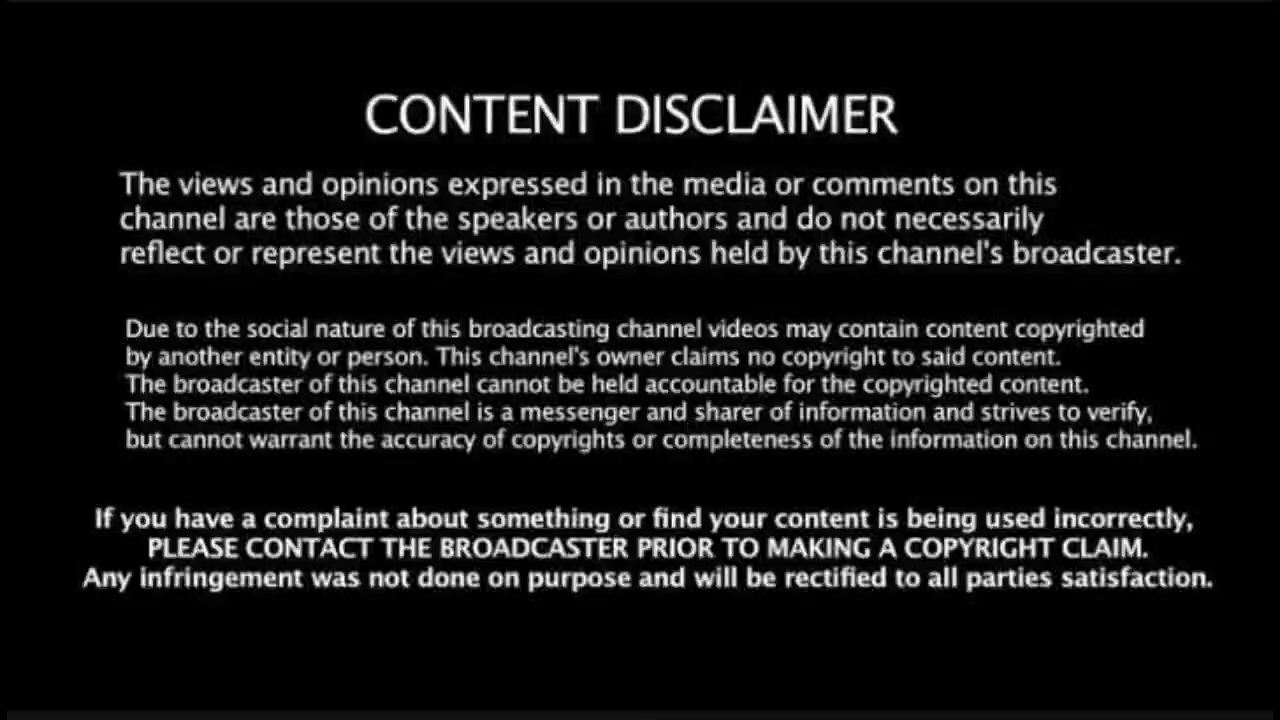 CONTENT DISCLAIMER
The views and opinions expressed in the media or comments on this
channel are those of the speakers or authors and do not necessarily
reflect or represent the views and opinions held by this channel's broadcaster.
Due to the social nature of this broadcasting channel videos may contain content copyrighted
by another entity or person. This channel's owner claims no copyright to said content.
The broadcaster of this channel cannot be held accountable for the copyrighted content.
The broadcaster of this channel is a messenger and sharer of information and strives to verify,
but cannot warrant the accuracy of copyrights or completeness of the information on this channel.
If you have a complaint about something or find your content is being used incorrectly,
PLEASE CONTACT THE BROADCASTER PRIOR TO MAKING A COPYRIGHT CLAIM.
Any infringement was not done on purpose and will be rectified to all parties satisfaction.